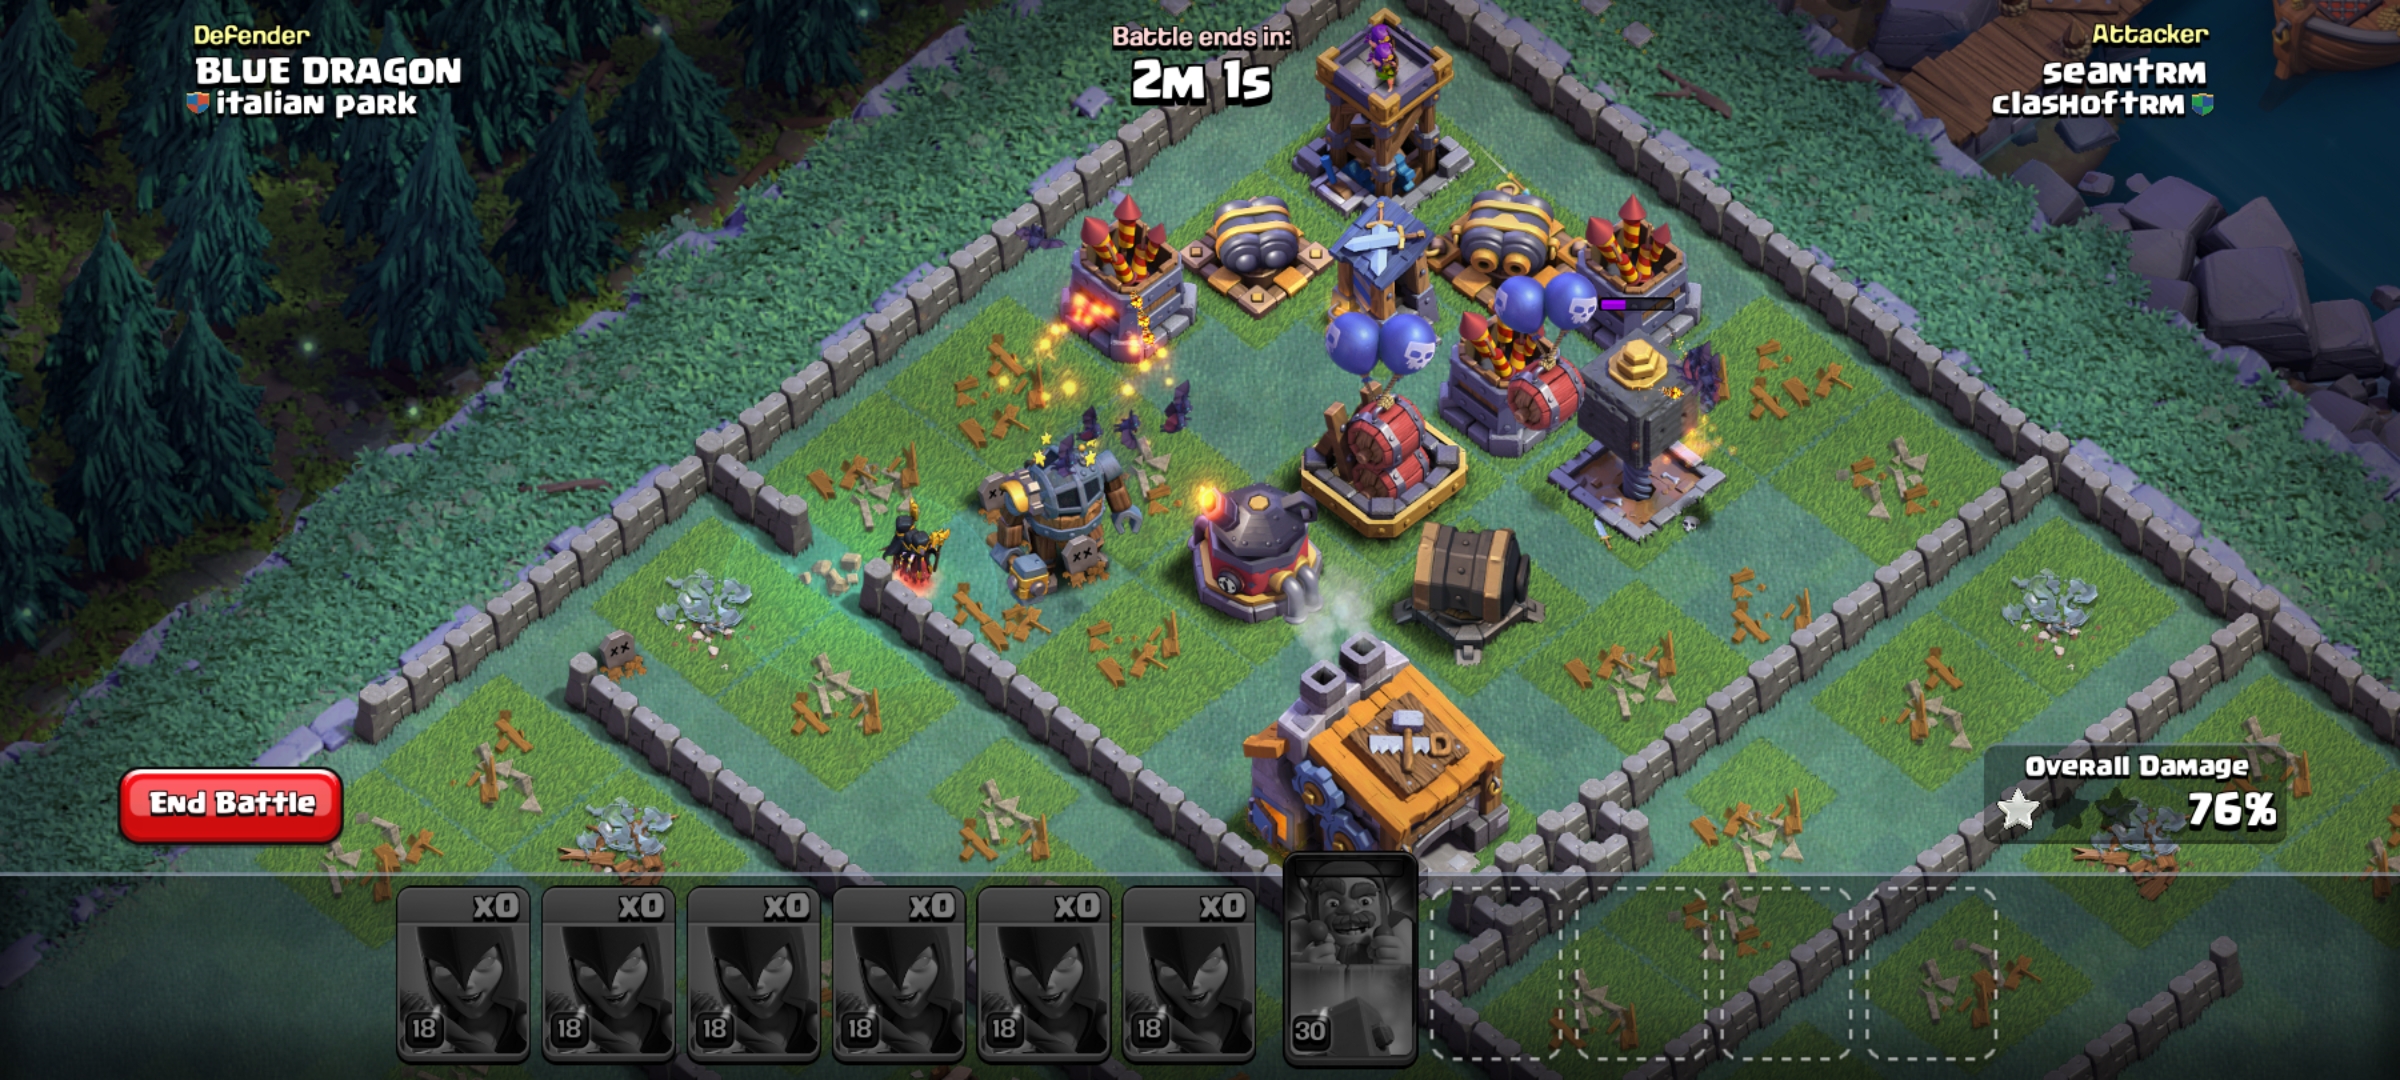 Defender
BLUE DRAGON
italian park
Battle ends in:
2M 1s
Attacker
seantRM
clashoftRM
End Battle
Overall Damage
76%
x0
x0
x0
x0
x0
x0
18
18
18
18
18
18
30